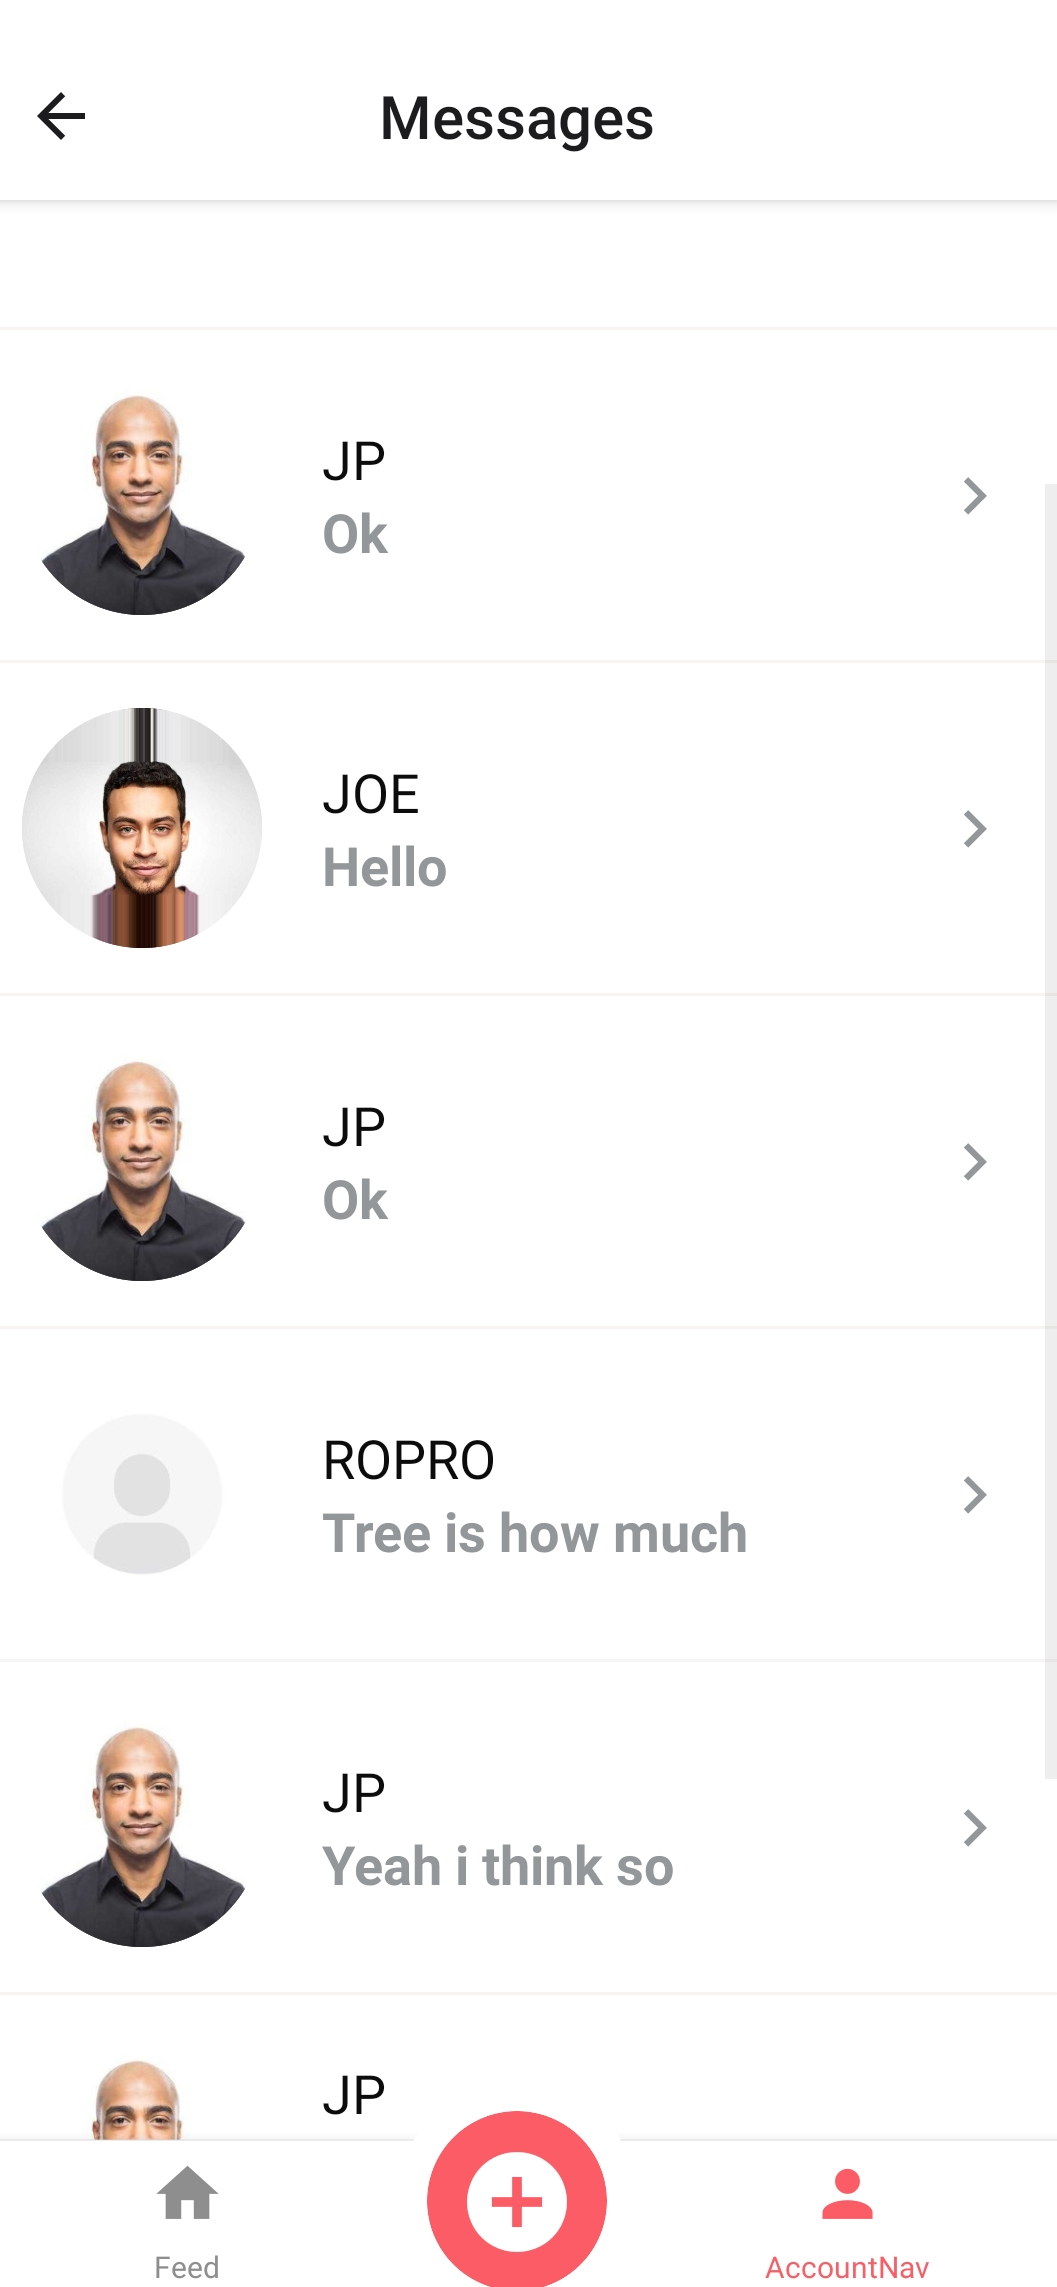 Messages
JP
Ok
JOE
Hello
JP
Ok
ROPRO
Tree is how much
JP
Yeah i think so
JP
Feed
AccountNav